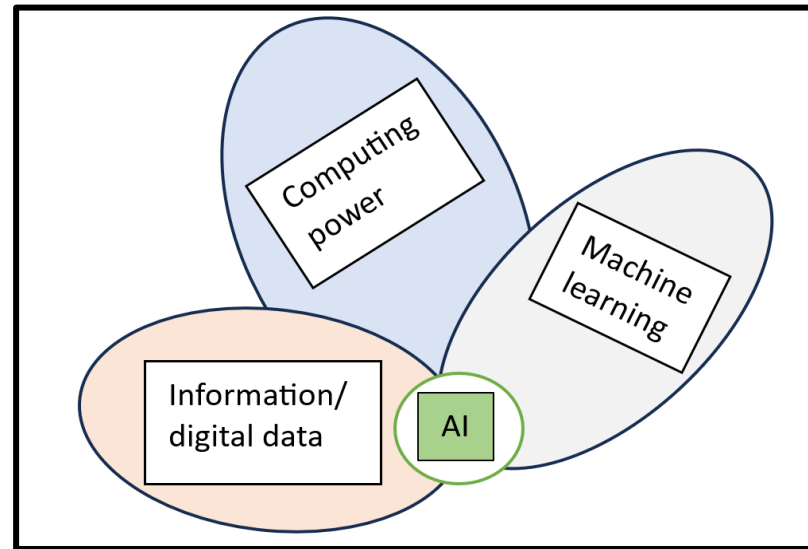 Computing
power
Machine
learning
Information/
digital data
AI